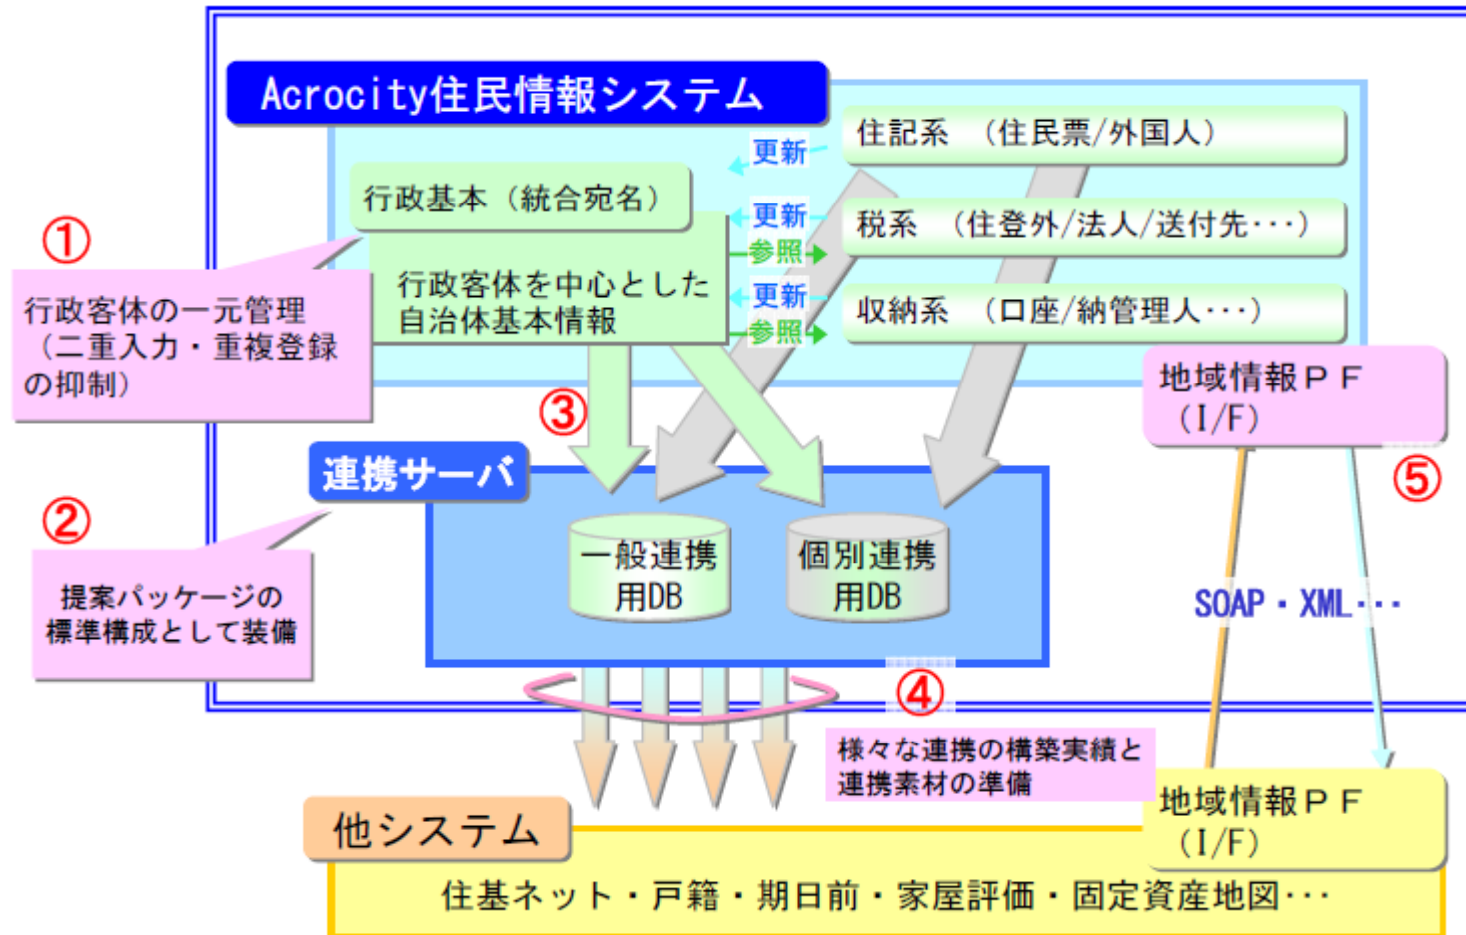 Acrocity住民情報システム
住記系 （住民票/外国人）
更新
行政基本（統合宛名）
更新
税系 （住登外/法人/送付先･･･）
参照
①
行政客体を中心とした
自治体基本情報
更新
収納系 （口座/納管理人･･･）
参照
行政客体の一元管理
（二重入力・重複登録
の抑制）
地域情報ＰＦ
（I/F）
③
⑤
連携サーバ
②
一般連携
用DB
個別連携
用DB
提案パッケージの
標準構成として装備
SOAP・XML･･･
④
様々な連携の構築実績と
連携素材の準備
他システム
地域情報ＰＦ
（I/F）
住基ネット・戸籍・期日前・家屋評価・固定資産地図･･･